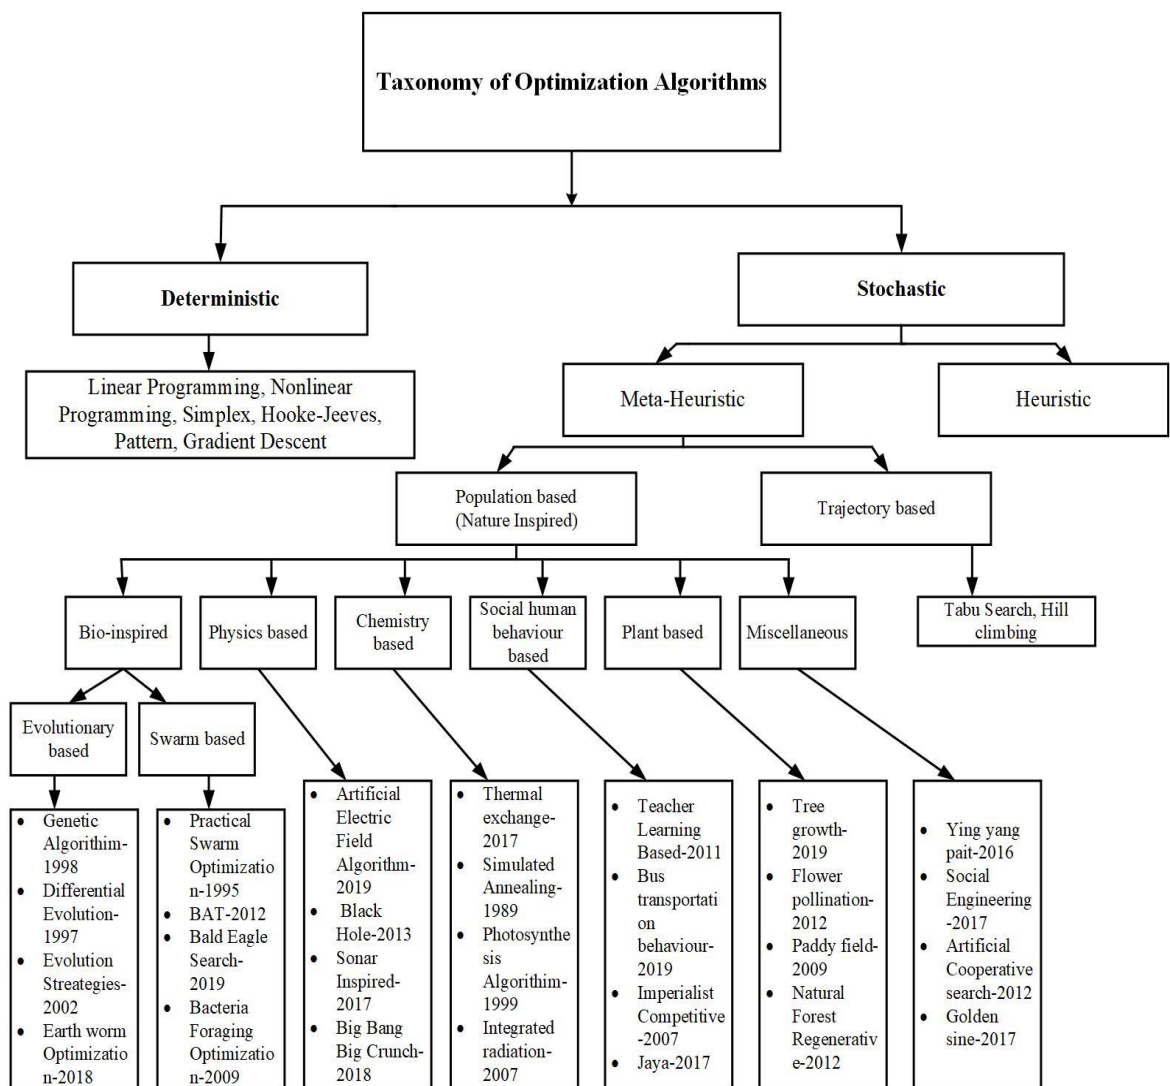 Taxonomy of Optimization Algorithms
Deterministic
Stochastic
Linear Programming, Nonlinear
Programming, Simplex, Hooke-Jeeves,
Pattern, Gradient Descent
Meta-Heuristic
Heuristic
Population based
(Nature Inspired)
Trajectory based
Bio-inspired
Physics based
Chemistry
based
Social human
behaviour
based
Plant based
Miscellaneous
Tabu Search, Hill
climbing
Evolutionary
based
Swarm based
● Genetic
Algorithim-
1998
● Differential
Evolution-
1997
● Evolution
Streategies-
2002
● Earth worm
Optimizatio
n-2018
● Practical
Swarm
Optimizatio
n-1995
● BAT-2012
● Bald Eagle
Search-
2019
● Bacteria
Foraging
Optimizatio
n-2009
● Artificial
Electric
Field
Algorithm-
2019
● Black
Hole-2013
● Sonar
Inspired-
2017
● Big Bang
Big Crunch-
2018
● Thermal
exchange-
2017
● Simulated
Annealing-
1989
● Photosynthe
sis
Algorithim-
1999
● Integrated
radiation-
2007
● Teacher
Learning
Based-2011
● Bus
transportati
on
behaviour-
2019
● Imperialist
Competitive
-2007
● Jaya-2017
● Tree
growth-
2019
● Flower
pollination-
2012
● Paddy field-
2009
● Natural
Forest
Regenerativ
e-2012
● Ying yang
pait-2016
● Social
Engineering
-2017
● Artificial
Cooperative
search-2012
● Golden
sine-2017